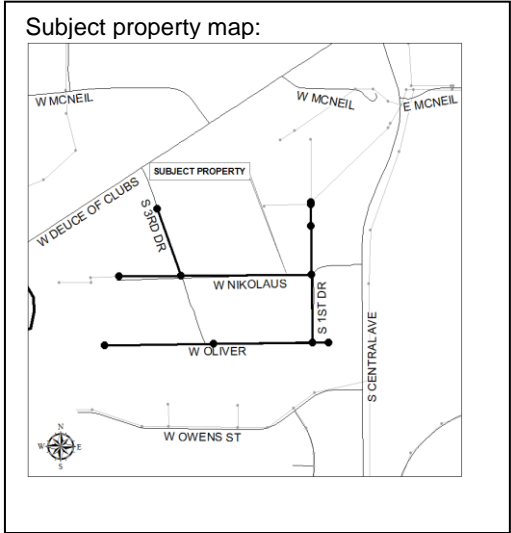 Subject property map:
W MCNEIL
W MCNEIL
E MCNEIL
SUBJECT PROPERTY
W DEUCE OF CLUBS
S 3RD DR
W NIKOLAUS
S 1ST DR
W OLIVER
S CENTRAL AVE
W OWENS ST
N
W E
S